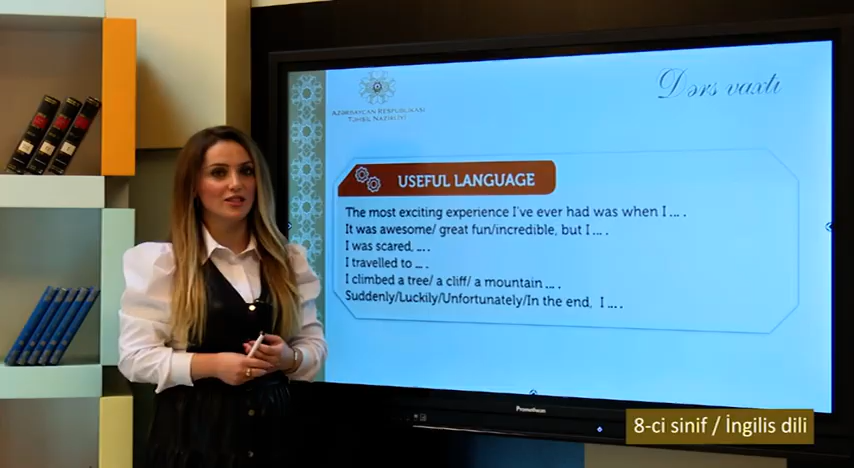 Dərs vaxtı
AZƏRBAYCAN RESPUBLİKASI
TƏHSİL NAZİRLİYİ
USEFUL LANGUAGE
The most exciting experience I've ever had was when I ... .
It was awesome/ great fun/incredible, but I ... .
I was scared, ... .
I travelled to ... .
I climbed a tree/ a cliff/ a mountain ... .
Suddenly/Luckily/Unfortunately/In the end, I ... .
Promethean
8-ci sinif / İngilis dili